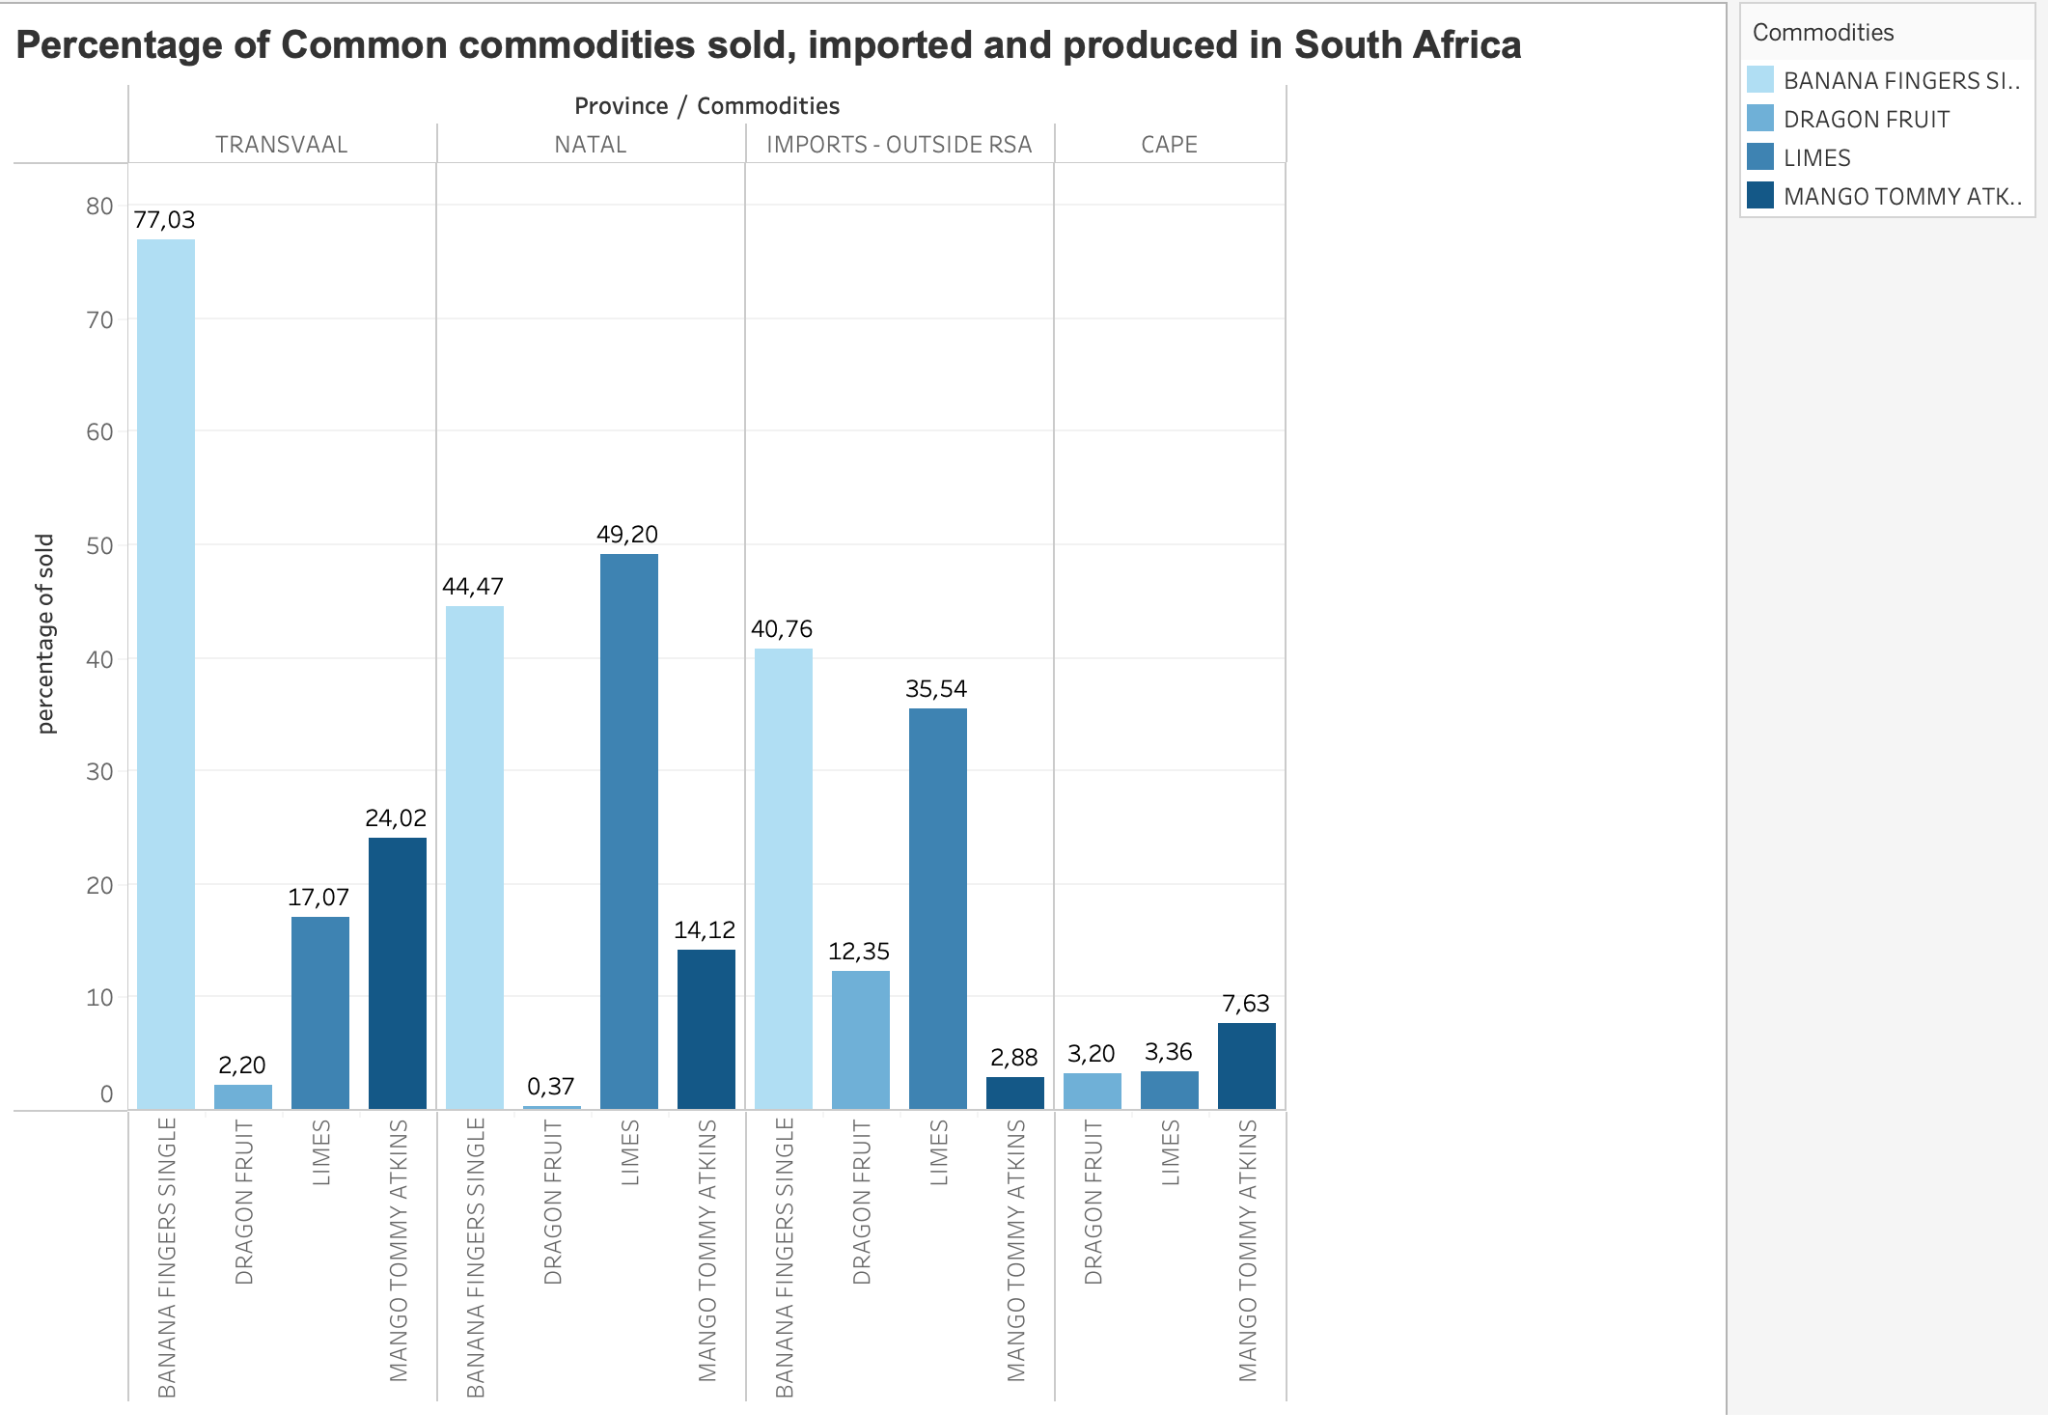 Percentage of Common commodities sold, imported and produced in South Africa
Province / Commodities
TRANSVAAL
NATAL
IMPORTS - OUTSIDE RSA
CAPE
percentage of sold
80
70
60
50
40
30
20
10
0
77,03
2,20
17,07
24,02
44,47
0,37
49,20
14,12
40,76
12,35
35,54
2,88
3,20
3,36
7,63
BANANA FINGERS SINGLE
DRAGON FRUIT
LIMES
MANGO TOMMY ATKINS
BANANA FINGERS SINGLE
DRAGON FRUIT
LIMES
MANGO TOMMY ATKINS
BANANA FINGERS SINGLE
DRAGON FRUIT
LIMES
MANGO TOMMY ATKINS
DRAGON FRUIT
LIMES
MANGO TOMMY ATKINS
Commodities
BANANA FINGERS SI..
DRAGON FRUIT
LIMES
MANGO TOMMY ATK..